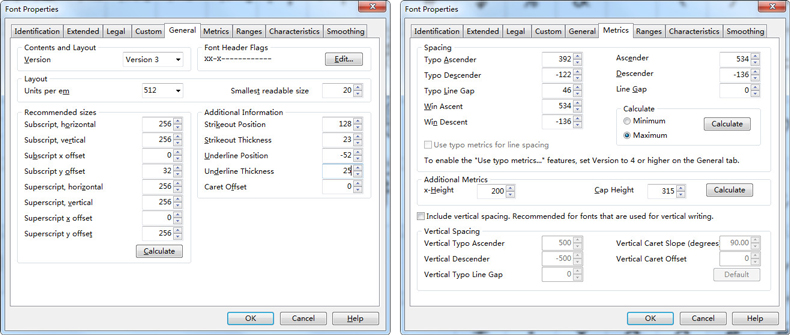 Font Properties
Identification Extended Legal Custom General Metrics Ranges Characteristics Smoothing
Contents and Layout
Version Version 3
Font Header Flags
xx-x------------ Edit...
Layout
Units per em 512 Smallest readable size 20
Recommended sizes
Subscript, horizontal 256
Subscript, vertical 256
Subscript x offset 0
Subscript y offset 32
Superscript, horizontal 256
Superscript, vertical 256
Superscript x offset 0
Superscript y offset 256
Calculate
Additional Information
Strikeout Position 128
Strikeout Thickness 23
Underline Position -52
Underline Thickness 25
Caret Offset 0
OK Cancel Help
Font Properties
Identification Extended Legal Custom General Metrics Ranges Characteristics Smoothing
Spacing
Typo Ascender 392
Typo Descender -122
Typo Line Gap 46
Win Ascent 534
Win Descent -136
Ascender 534
Descender -136
Line Gap 0
Calculate
Minimum
Maximum
Calculate
Use typo metrics for line spacing
To enable the "Use typo metrics..." features, set Version to 4 or higher on the General tab.
Additional Metrics
x-Height 200 Cap Height 315 Calculate
Include vertical spacing. Recommended for fonts that are used for vertical writing.
Vertical Spacing
Vertical Typo Ascender 500
Vertical Descender -500
Vertical Typo Line Gap 0
Vertical Caret Slope (degrees 90.00
Vertical Caret Offset 0
Default
OK Cancel Help